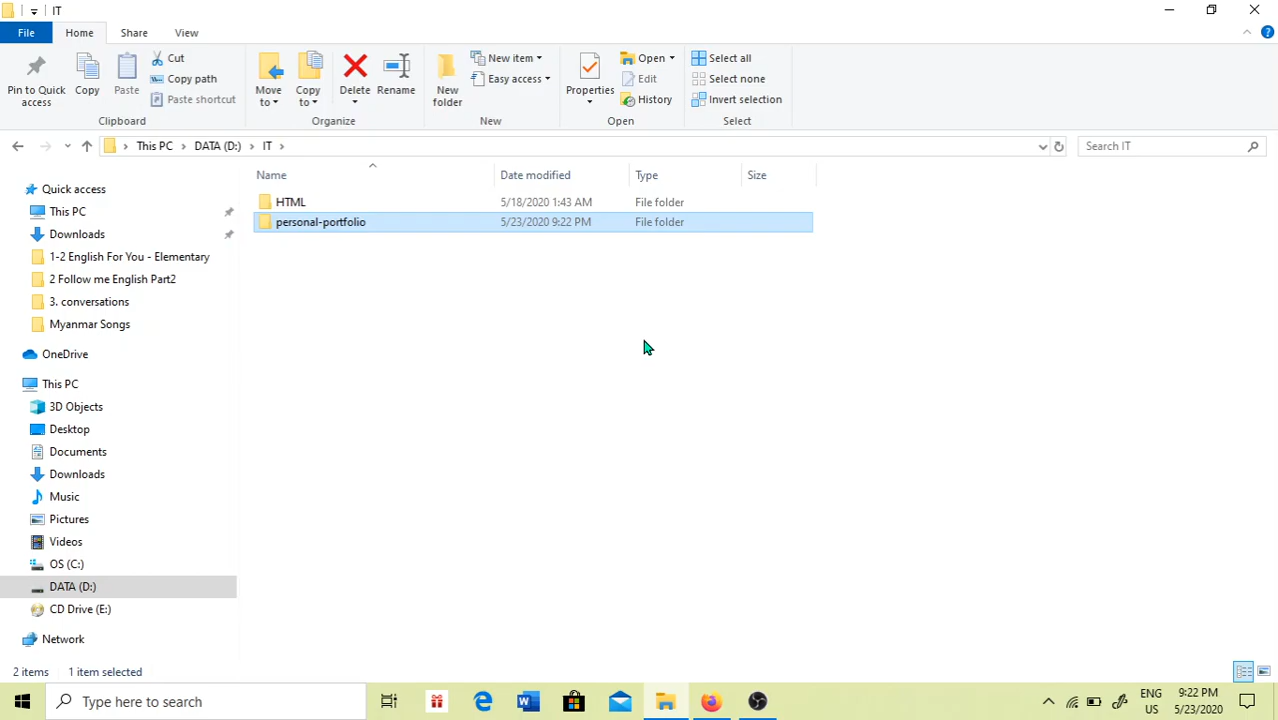 IT
File Home Share View
Pin to Quick access
Copy
Paste
Cut
Copy path
Paste shortcut
Clipboard
Move to
Copy to
Delete
Rename
Organize
New folder
New item
Easy access
New
Properties
Open
Edit
History
Open
Select all
Select none
Invert selection
Select
This PC > DATA (D:) > IT >
Search IT
Name Date modified Type Size
HTML 5/18/2020 1:43 AM File folder
personal-portfolio 5/23/2020 9:22 PM File folder
Quick access
This PC
Downloads
1-2 English For You - Elementary
2 Follow me English Part2
3. conversations
Myanmar Songs
OneDrive
This PC
3D Objects
Desktop
Documents
Downloads
Music
Pictures
Videos
OS (C:)
DATA (D:)
CD Drive (E:)
Network
2 items 1 item selected
Type here to search
ENG
US
9:22 PM
5/23/2020